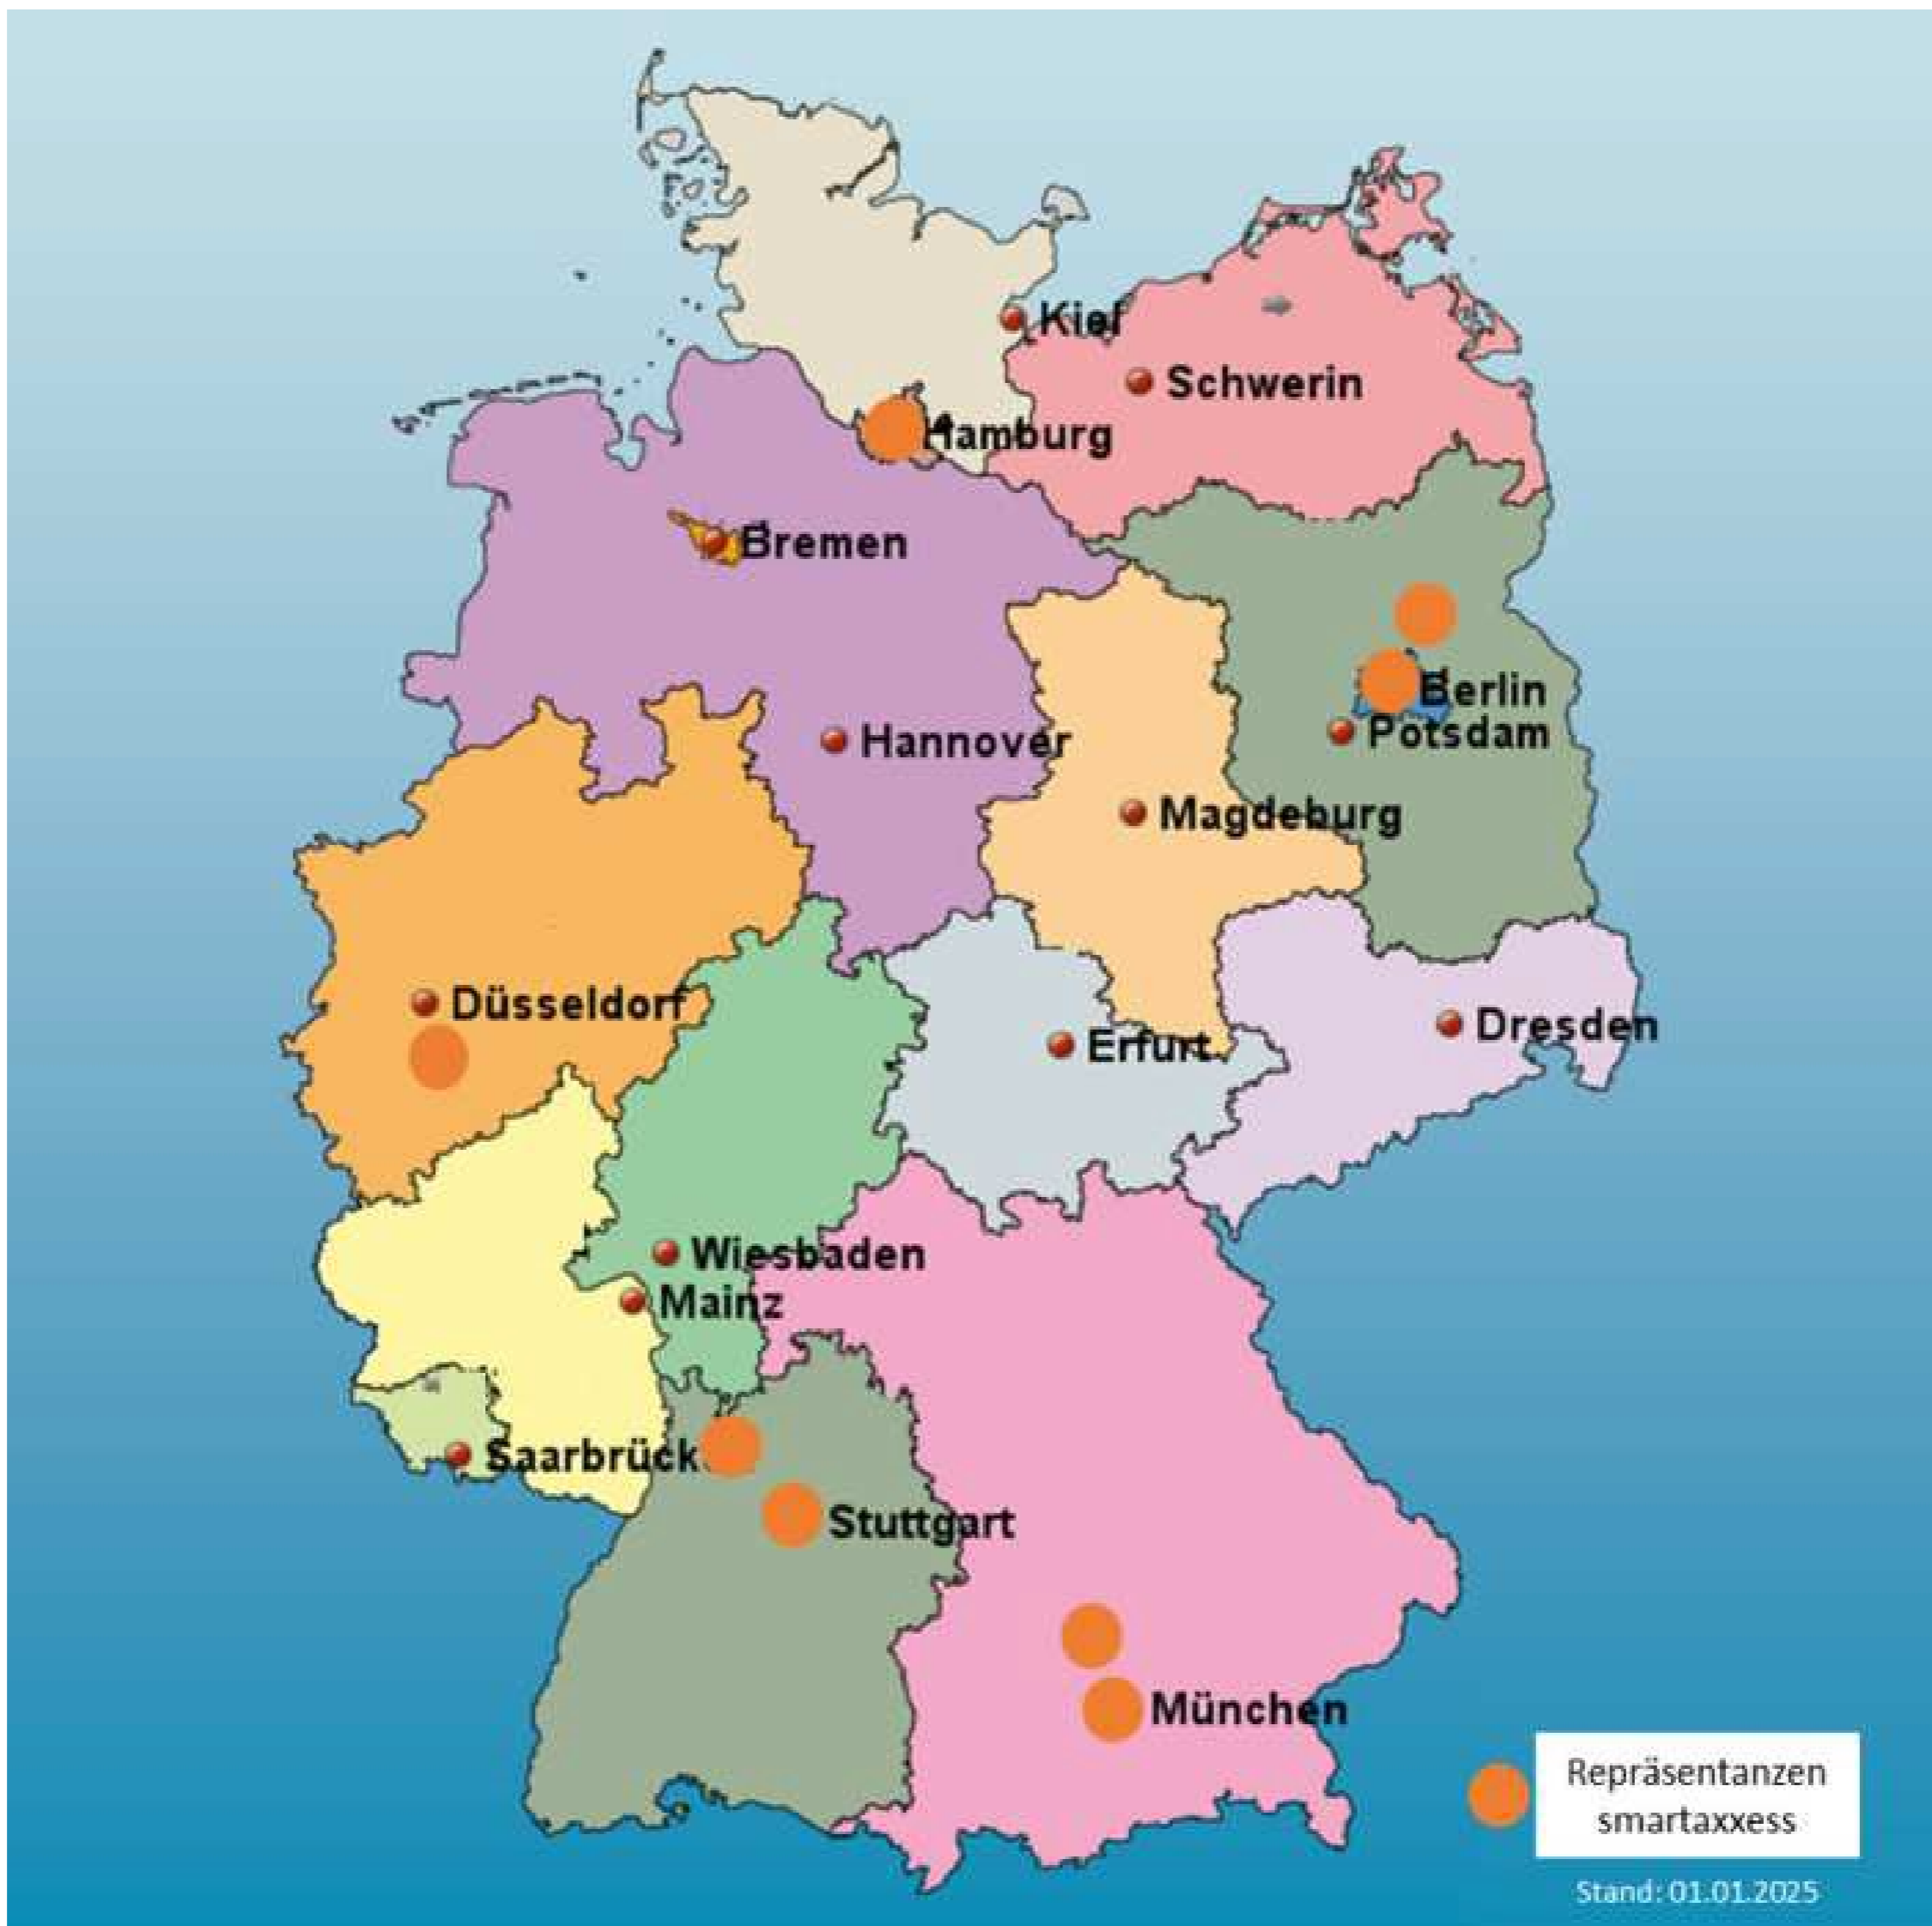 Kiel
Schwerin
Hamburg
Bremen
Berlin
Potsdam
Hannover
Magdeburg
Düsseldorf
Dresden
Erfurt
Wiesbaden
Mainz
Saarbrück
Stuttgart
München
Repräsentanzen
smartaxxess
Stand: 01.01.2025